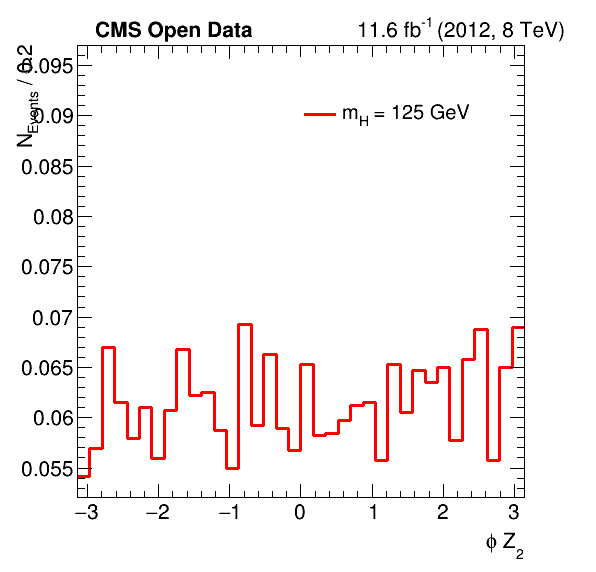 CMS Open Data
11.6 fb⁻¹ (2012, 8 TeV)
N_Events / 0.2
0.095
0.09
0.085
0.08
0.075
0.07
0.065
0.06
0.055
m_H = 125 GeV
−3 −2 −1 0 1 2 3
ϕ Z₂